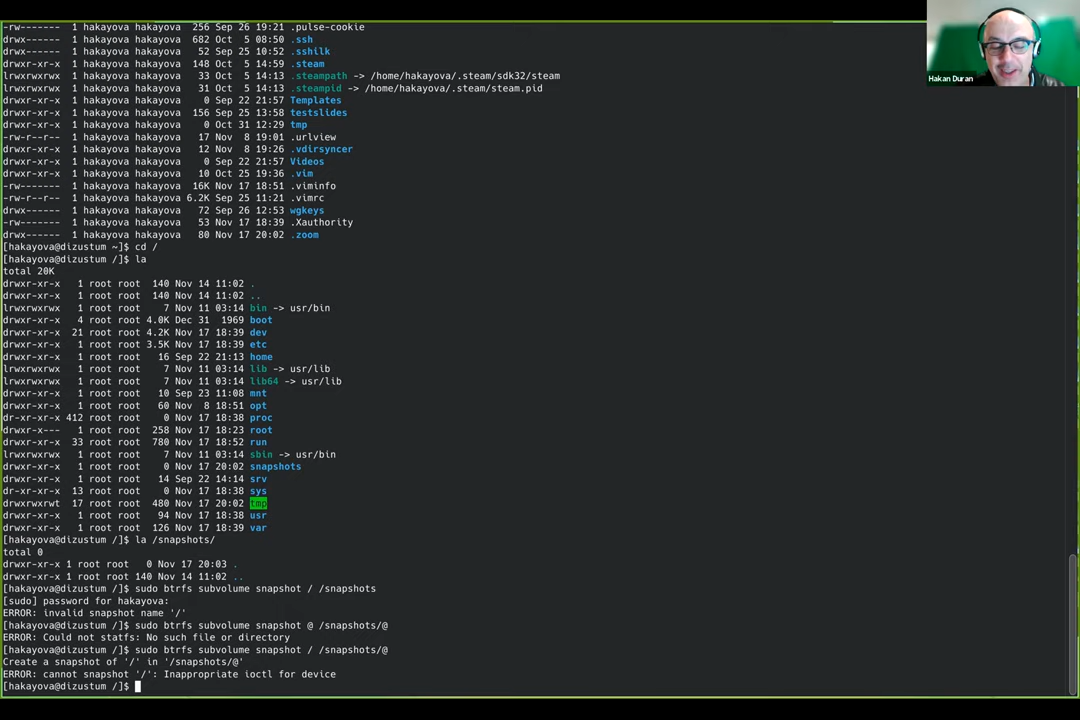 -rw-------  1 hakayova hakayova  256 Sep 26 19:21 .pulse-cookie
drwx------  1 hakayova hakayova  682 Oct  5 08:50 .ssh
drwx------  1 hakayova hakayova   52 Sep 25 10:52 .sshilk
drwxr-xr-x  1 hakayova hakayova  148 Oct  5 14:59 .steam
lrwxrwxrwx  1 hakayova hakayova   33 Oct  5 14:13 .steampath -> /home/hakayova/.steam/sdk32/steam
lrwxrwxrwx  1 hakayova hakayova   31 Oct  5 14:13 .steampid -> /home/hakayova/.steam/steam.pid
drwxr-xr-x  1 hakayova hakayova    0 Sep 22 21:57 Templates
drwxr-xr-x  1 hakayova hakayova  156 Sep 25 13:58 testslides
drwxr-xr-x  1 hakayova hakayova    0 Oct 31 12:29 tmp
-rw-r--r--  1 hakayova hakayova   17 Nov  8 19:01 .urlview
drwxr-xr-x  1 hakayova hakayova   12 Nov  8 19:26 .vdirsyncer
drwxr-xr-x  1 hakayova hakayova    0 Sep 22 21:57 Videos
drwxr-xr-x  1 hakayova hakayova   10 Oct 25 19:36 .vim
-rw-------  1 hakayova hakayova  16K Nov 17 18:51 .viminfo
-rw-r--r--  1 hakayova hakayova 6.2K Sep 25 11:21 .vimrc
drwx------  1 hakayova hakayova   72 Sep 26 12:53 wgkeys
-rw-------  1 hakayova hakayova   53 Nov 17 18:39 .Xauthority
drwx------  1 hakayova hakayova   80 Nov 17 20:02 .zoom
[hakayova@dizustum ~]$ cd /
[hakayova@dizustum /]$ la
total 20K
drwxr-xr-x   1 root root  140 Nov 14 11:02 .
drwxr-xr-x   1 root root  140 Nov 14 11:02 ..
lrwxrwxrwx   1 root root    7 Nov 11 03:14 bin -> usr/bin
drwxr-xr-x   4 root root 4.0K Dec 31  1969 boot
drwxr-xr-x  21 root root 4.2K Nov 17 18:39 dev
drwxr-xr-x   1 root root 3.5K Nov 17 18:39 etc
drwxr-xr-x   1 root root   16 Sep 22 21:13 home
lrwxrwxrwx   1 root root    7 Nov 11 03:14 lib -> usr/lib
lrwxrwxrwx   1 root root    7 Nov 11 03:14 lib64 -> usr/lib
drwxr-xr-x   1 root root   10 Sep 23 11:08 mnt
drwxr-xr-x   1 root root   60 Nov  8 18:51 opt
dr-xr-xr-x 412 root root    0 Nov 17 18:38 proc
drwxr-x---   1 root root  258 Nov 17 18:23 root
drwxr-xr-x  33 root root  780 Nov 17 18:52 run
lrwxrwxrwx   1 root root    7 Nov 11 03:14 sbin -> usr/bin
drwxr-xr-x   1 root root    0 Nov 17 20:02 snapshots
drwxr-xr-x   1 root root   14 Sep 22 14:14 srv
dr-xr-xr-x  13 root root    0 Nov 17 18:38 sys
drwxrwxrwt  17 root root  480 Nov 17 20:02 tmp
drwxr-xr-x   1 root root   94 Nov 17 18:38 usr
drwxr-xr-x   1 root root  126 Nov 17 18:39 var
[hakayova@dizustum /]$ la /snapshots/
total 0
drwxr-xr-x 1 root root   0 Nov 17 20:03 .
drwxr-xr-x 1 root root 140 Nov 14 11:02 ..
[hakayova@dizustum /]$ sudo btrfs subvolume snapshot / /snapshots
[sudo] password for hakayova:
ERROR: invalid snapshot name '/'
[hakayova@dizustum /]$ sudo btrfs subvolume snapshot @ /snapshots/@
ERROR: Could not statfs: No such file or directory
[hakayova@dizustum /]$ sudo btrfs subvolume snapshot / /snapshots/@
Create a snapshot of '/' in '/snapshots/@'
ERROR: cannot snapshot '/': Inappropriate ioctl for device
[hakayova@dizustum /]$
Hakan Duran